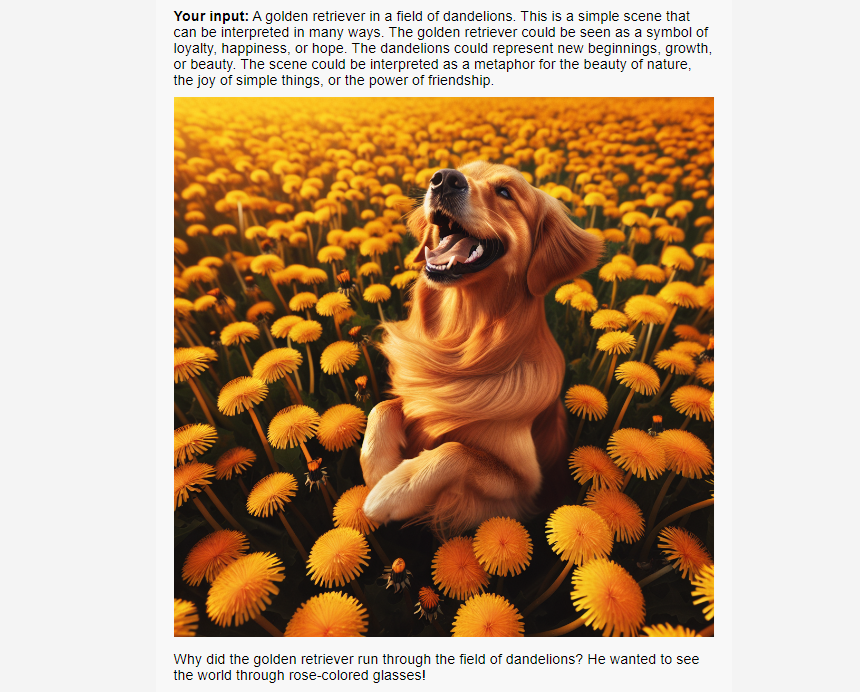 Your input: A golden retriever in a field of dandelions. This is a simple scene that
can be interpreted in many ways. The golden retriever could be seen as a symbol of
loyalty, happiness, or hope. The dandelions could represent new beginnings, growth,
or beauty. The scene could be interpreted as a metaphor for the beauty of nature,
the joy of simple things, or the power of friendship.
Why did the golden retriever run through the field of dandelions? He wanted to see
the world through rose-colored glasses!